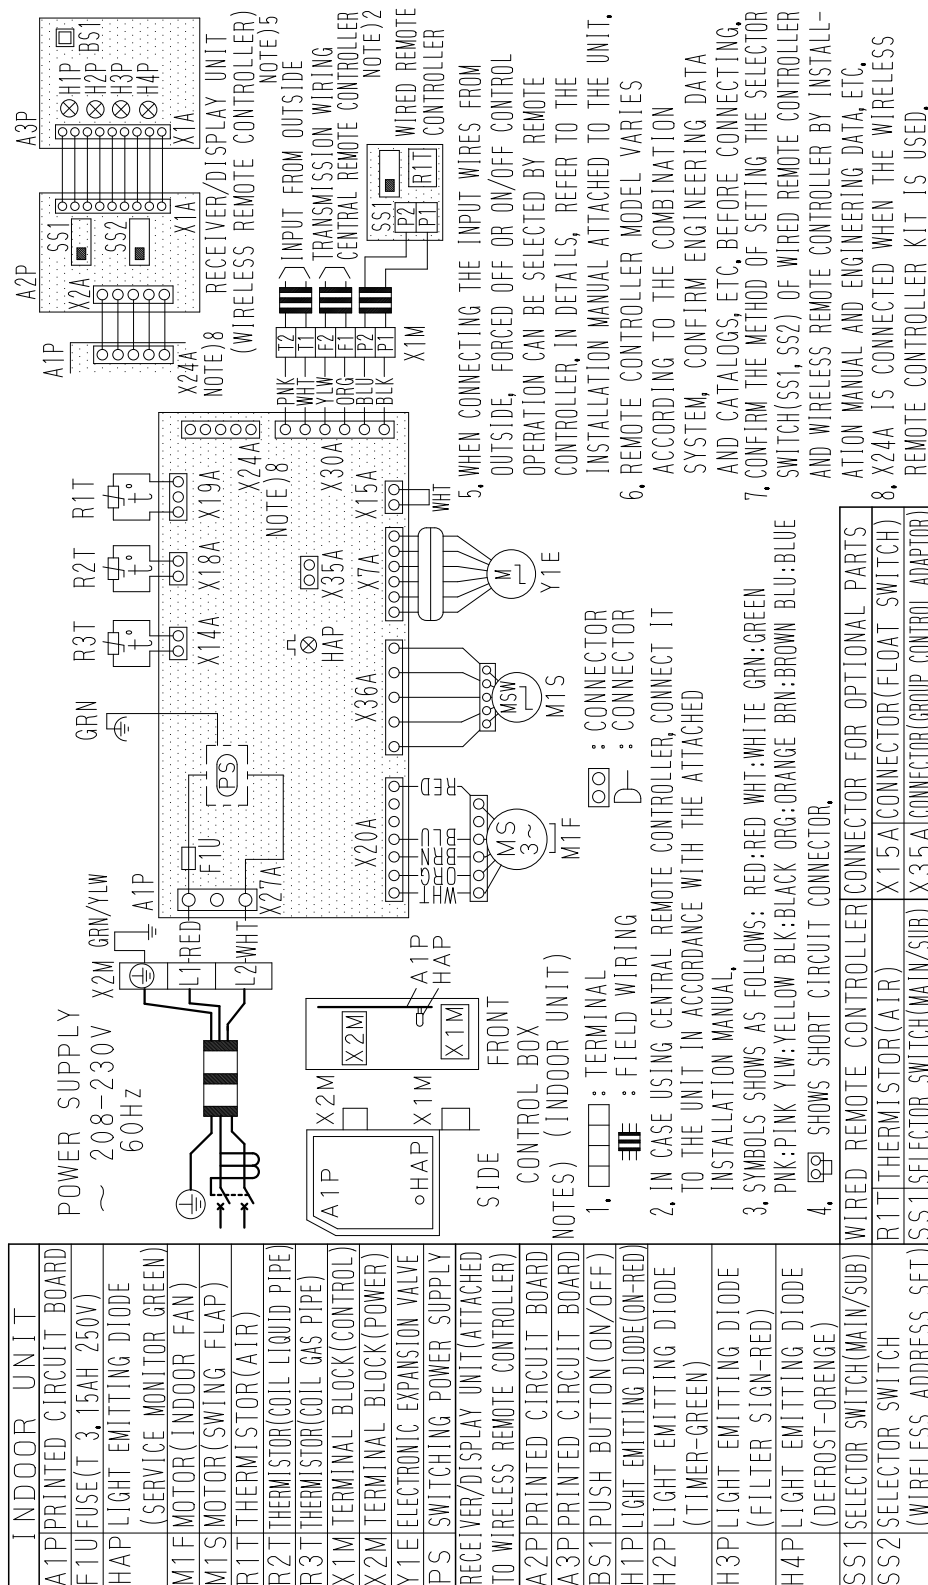 INDOOR UNIT
A1P PRINTED CIRCUIT BOARD
F1U FUSE(T 3. 15AH 250V)
HAP LIGHT EMITTING DIODE
(SERVICE MONITOR GREEN)
M1F MOTOR(INDOOR FAN)
M1S MOTOR(SWING FLAP)
R1T THERMISTOR(AIR)
R2T THERMISTOR(COIL LIQUID PIPE)
R3T THERMISTOR(COIL GAS PIPE)
X1M TERMINAL BLOCK(CONTROL)
X2M TERMINAL BLOCK(POWER)
Y1E ELECTRONIC EXPANSION VALVE
PS SWITCHING POWER SUPPLY
RECEIVER/DISPLAY UNIT(ATTACHED
TO WIRELESS REMOTE CONTROLLER)
A2P PRINTED CIRCUIT BOARD
A3P PRINTED CIRCUIT BOARD
BS1 PUSH BUTTON(ON/OFF)
H1P LIGHT EMITTING DIODE(ON-RED)
H2P LIGHT EMITTING DIODE
(TIMER-GREEN)
H3P LIGHT EMITTING DIODE
(FILTER SIGN-RED)
H4P LIGHT EMITTING DIODE
(DEFROST-ORENGE)
SS1 SELECTOR SWITCH(MAIN/SUB)
SS2 SELECTOR SWITCH
(WIRELESS ADDRESS SET)
WIRED REMOTE CONTROLLER
R1T THERMISTOR(AIR)
SS1 SELECTOR SWITCH(MAIN/SUB)
CONNECTOR FOR OPTIONAL PARTS
X15A CONNECTOR(FLOAT SWITCH)
X35A CONNECTOR(GROUP CONTROL ADAPTOR)
POWER SUPPLY
~ 208-230V
60Hz
X2M GRN/YLW
A1P
L1-RED
L2-WHT
X27A
F1U
PS
GRN
R3T
R2T
R1T
t°
t°
t°
X14A
X18A
X19A
HAP
X35A
X24A
NOTE)8
X30A
X20A
X36A
X7A
X15A
WHT
ORG
BRN
BLU
RED
MS
3~
M1F
MSW
M1S
M
Y1E
WHT
PNK
WHT
YLW
ORG
BLU
BLK
T2
T1
F2
F1
P2
P1
X1M
INPUT FROM OUTSIDE
TRANSMISSION WIRING
CENTRAL REMOTE CONTROLLER
NOTE)2
SS1
P2
P1
R1T
WIRED REMOTE
CONTROLLER
A1P
X24A
NOTE)8
A2P
X2A
SS1
SS2
X1A
A3P
BS1
H1P
H2P
H3P
H4P
X1A
RECEIVER/DISPLAY UNIT
(WIRELESS REMOTE CONTROLLER)
NOTE)5
X2M
X1M
A1P
HAP
SIDE
X2M
X1M
A1P
HAP
FRONT
CONTROL BOX
(INDOOR UNIT)
NOTES)
1. : TERMINAL
: CONNECTOR
: FIELD WIRING
: CONNECTOR
2. IN CASE USING CENTRAL REMOTE CONTROLLER, CONNECT IT
TO THE UNIT IN ACCORDANCE WITH THE ATTACHED
INSTALLATION MANUAL.
3. SYMBOLS SHOWS AS FOLLOWS: RED:RED WHT:WHITE GRN:GREEN
PNK:PINK YLW:YELLOW BLK:BLACK ORG:ORANGE BRN:BROWN BLU:BLUE
4. SHOWS SHORT CIRCUIT CONNECTOR.
5. WHEN CONNECTING THE INPUT WIRES FROM
OUTSIDE, FORCED OFF OR ON/OFF CONTROL
OPERATION CAN BE SELECTED BY REMOTE
CONTROLLER. IN DETAILS, REFER TO THE
INSTALLATION MANUAL ATTACHED TO THE UNIT.
6. REMOTE CONTROLLER MODEL VARIES
ACCORDING TO THE COMBINATION
SYSTEM, CONFIRM ENGINEERING DATA
AND CATALOGS, ETC. BEFORE CONNECTING.
7. CONFIRM THE METHOD OF SETTING THE SELECTOR
SWITCH(SS1, SS2) OF WIRED REMOTE CONTROLLER
AND WIRELESS REMOTE CONTROLLER BY INSTALL-
ATION MANUAL AND ENGINEERING DATA, ETC.
8. X24A IS CONNECTED WHEN THE WIRELESS
REMOTE CONTROLLER KIT IS USED.